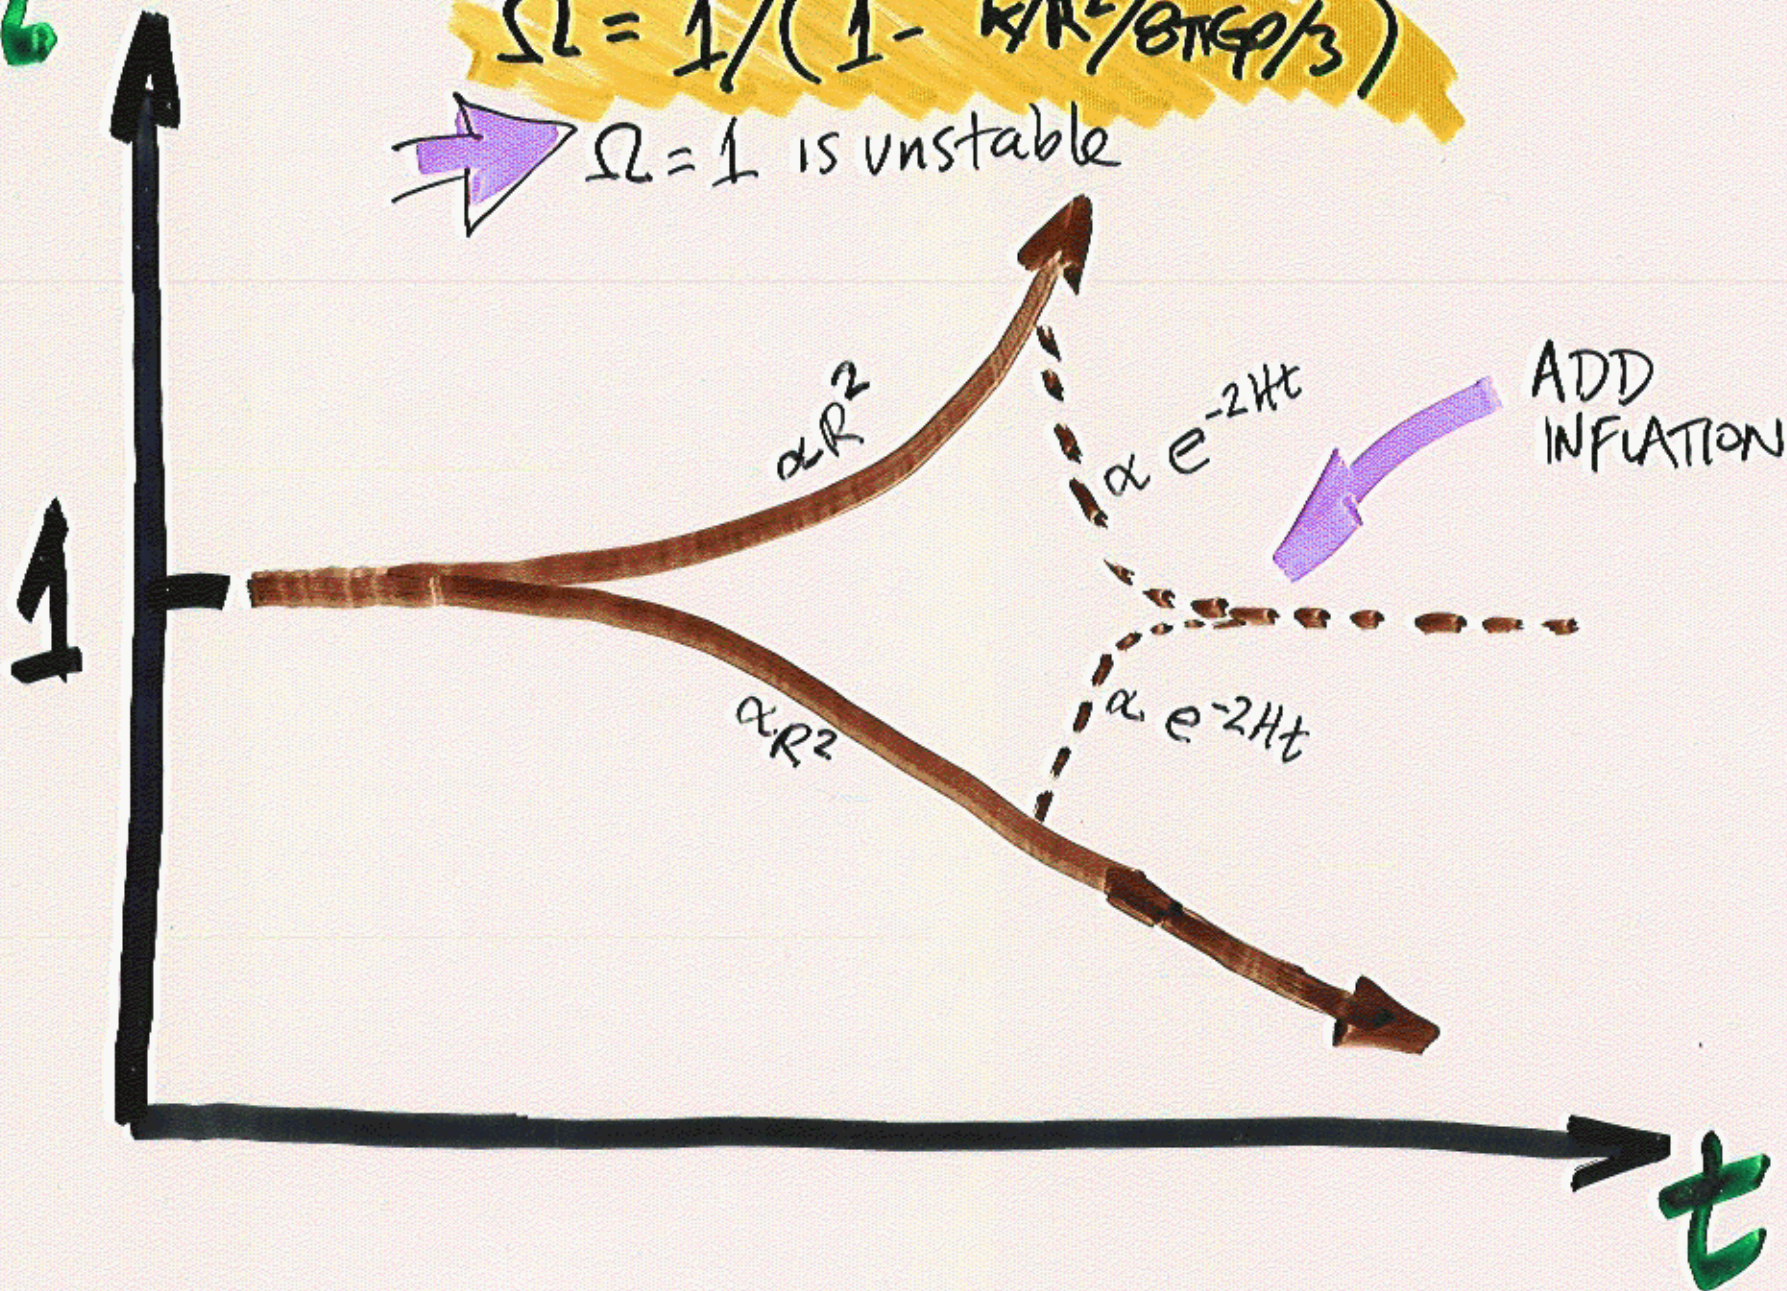 Ω = 1/(1- k/R²/8πGρ/3)
Ω = 1 is unstable
∝R²
∝ e⁻²ᴴᵗ
ADD
INFLATION
1
∝R²
∝ e⁻²ᴴᵗ
t